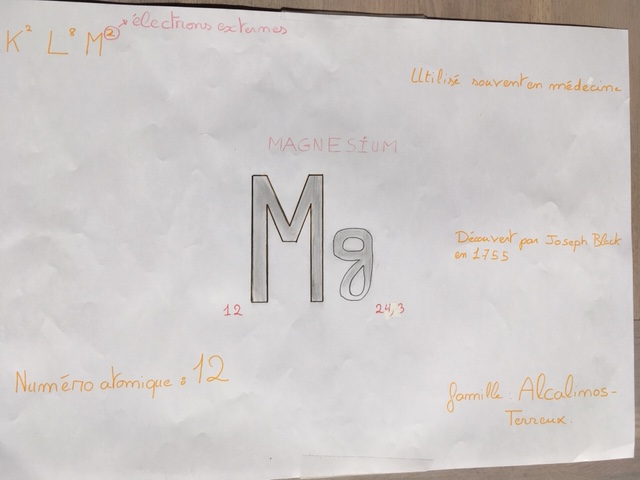 K² L⁸ M² électrons externes
Utilisé souvent en médecine
MAGNESIUM
Mg
12 24,3
Découvert par Joseph Black
en 1755
Numéro atomique : 12
famille : Alcalinos-
Terreux.